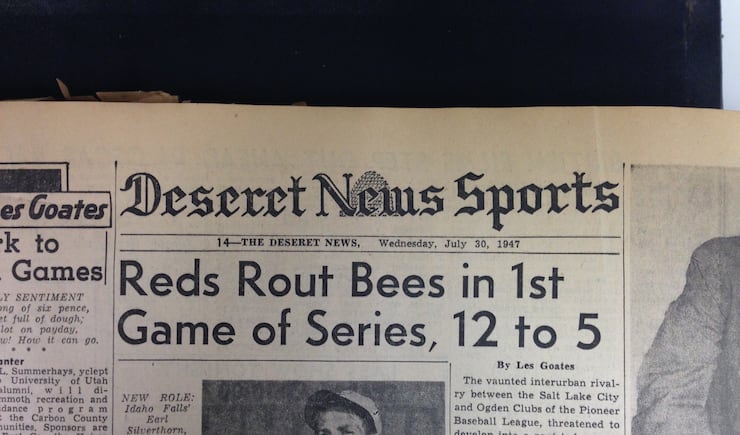 es Goates
rk to
Games
LY SENTIMENT
ong of six pence,
et full of dough;
lot on payday,
w! How it can go.
* * *
anter
L. Summerhays, yclept
University of Utah
alumni, will di-
mmoth recreation and
dance program
the Carbon County
munities, Sponsors are
Deseret News Sports
14—THE DESERET NEWS, Wednesday, July 30, 1947
Reds Rout Bees in 1st
Game of Series, 12 to 5
NEW ROLE:
Idaho Falls'
Earl
Silverthorn,
By Les Goates
The vaunted interurban rival-
ry between the Salt Lake City
and Ogden Clubs of the Pioneer
Baseball League, threatened to
develop into a